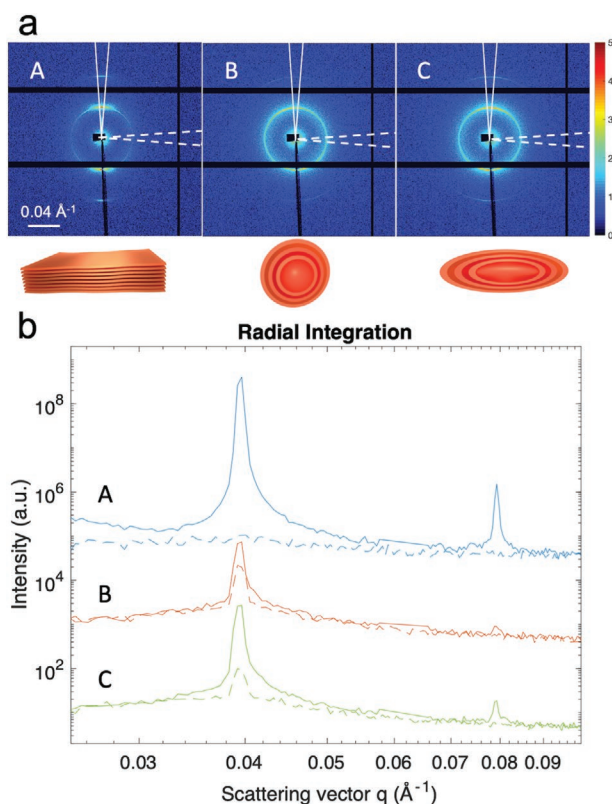 a
A B C
5
4
3
2
1
0
0.04 Å⁻¹
b
Radial Integration
Intensity (a.u.)
10⁸
10⁶
10⁴
10²
A
B
C
0.03 0.04 0.05 0.06 0.07 0.08 0.09
Scattering vector q (Å⁻¹)